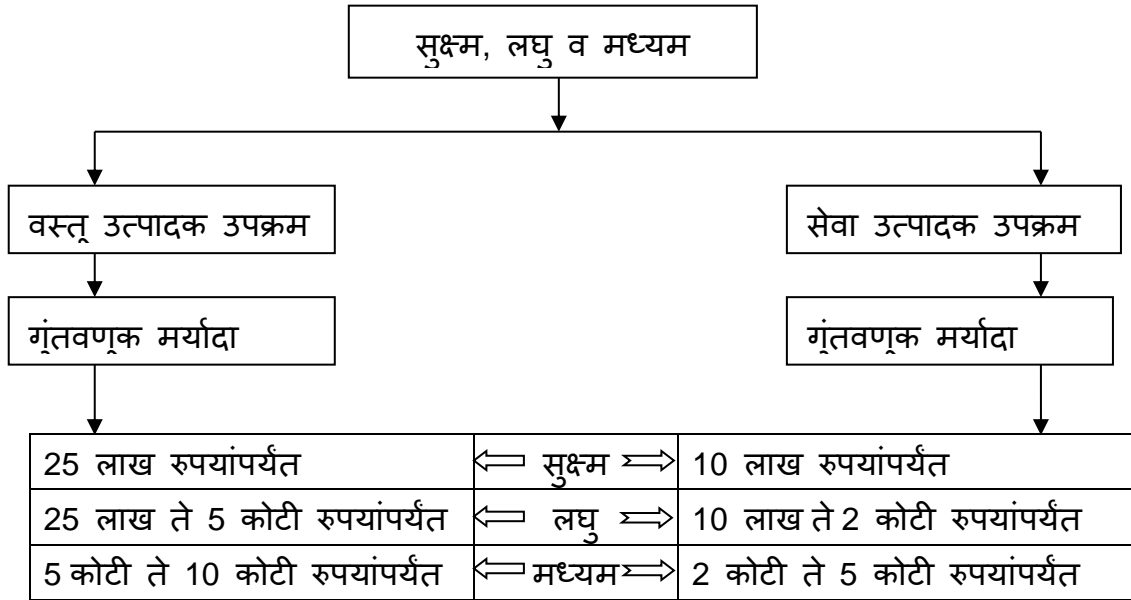 सुक्ष्म, लघु व मध्यम
वस्तू उत्पादक उपक्रम
सेवा उत्पादक उपक्रम
गुंतवणूक मर्यादा
गुंतवणूक मर्यादा
25 लाख रुपयांपर्यंत सुक्ष्म 10 लाख रुपयांपर्यंत
25 लाख ते 5 कोटी रुपयांपर्यंत लघु 10 लाख ते 2 कोटी रुपयांपर्यंत
5 कोटी ते 10 कोटी रुपयांपर्यंत मध्यम 2 कोटी ते 5 कोटी रुपयांपर्यंत